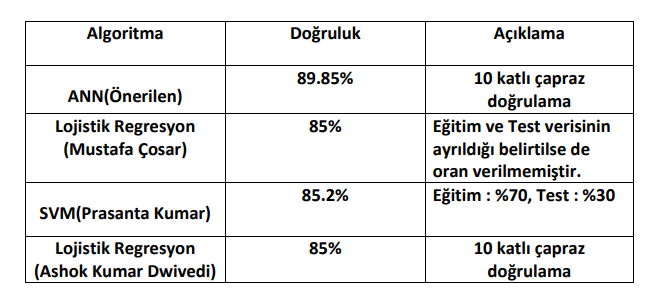 Algoritma Doğruluk Açıklama
ANN(Önerilen) 89.85% 10 katlı çapraz
doğrulama
Lojistik Regresyon 85% Eğitim ve Test verisinin
(Mustafa Çosar) ayrıldığı belirtilse de
oran verilmemiştir.
SVM(Prasanta Kumar) 85.2% Eğitim : %70, Test : %30
Lojistik Regresyon 85% 10 katlı çapraz
(Ashok Kumar Dwivedi) doğrulama